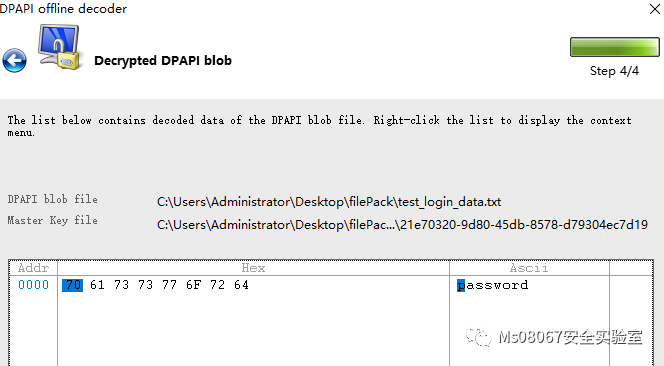 DPAPI offline decoder
Decrypted DPAPI blob
Step 4/4
The list below contains decoded data of the DPAPI blob file. Right-click the list to display the context
menu.
DPAPI blob file C:\Users\Administrator\Desktop\filePack\test_login_data.txt
Master Key file C:\Users\Administrator\Desktop\filePac...\21e70320-9d80-45db-8578-d79304ec7d19
Addr Hex Ascii
0000 70 61 73 73 77 6F 72 64 password
Ms08067安全实验室